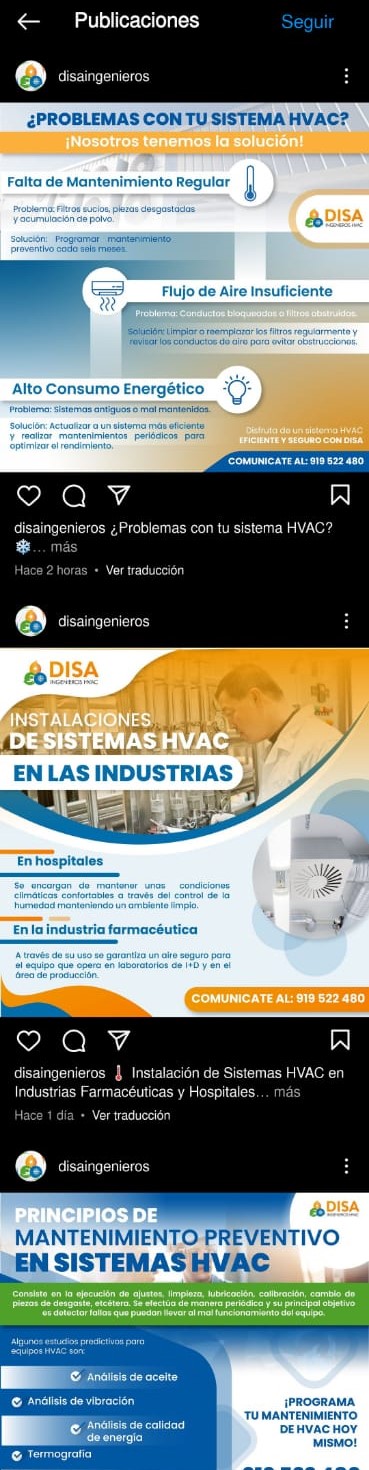 Publicaciones
Seguir
disaingenieros
¿PROBLEMAS CON TU SISTEMA HVAC?
¡Nosotros tenemos la solución!
Falta de Mantenimiento Regular
Problema: Filtros sucios, piezas desgastadas
y acumulación de polvo.
Solución: Programar mantenimiento
preventivo cada seis meses.
DISA
INGENIEROS HVAC
Flujo de Aire Insuficiente
Problema: Conductos bloqueados o filtros obstruidos.
Solución: Limpiar o reemplazar los filtros regularmente y
revisar los conductos de aire para evitar obstrucciones.
Alto Consumo Energético
Problema: Sistemas antiguos o mal mantenidos.
Solución: Actualizar a un sistema más eficiente
y realizar mantenimientos periódicos para
optimizar el rendimiento.
Disfruta de un sistema HVAC
EFICIENTE Y SEGURO CON DISA
COMUNICATE AL: 919 522 480
disaingenieros ¿Problemas con tu sistema HVAC?
❄️... más
Hace 2 horas • Ver traducción
disaingenieros
DISA
INGENIEROS HVAC
INSTALACIONES
DE SISTEMAS HVAC
EN LAS INDUSTRIAS
En hospitales
Se encargan de mantener unas condiciones
climáticas confortables a través del control de la
humedad manteniendo un ambiente limpio.
En la industria farmacéutica
A través de su uso se garantiza un aire seguro para
el equipo que opera en laboratorios de I+D y en el
área de producción.
COMUNICATE AL: 919 522 480
disaingenieros 🌡️ Instalación de Sistemas HVAC en
Industrias Farmacéuticas y Hospitales... más
Hace 1 día • Ver traducción
disaingenieros
DISA
INGENIEROS HVAC
PRINCIPIOS DE
MANTENIMIENTO PREVENTIVO
EN SISTEMAS HVAC
Consiste en la ejecución de ajustes, limpieza, lubricación, calibración, cambio de
piezas de desgaste, etcétera. Se efectúa de manera periódica y su principal objetivo
es detectar fallas que puedan llevar al mal funcionamiento del equipo.
Algunos estudios predictivos para
equipos HVAC son:
Análisis de aceite
Análisis de vibración
Análisis de calidad
de energía
Termografía
¡PROGRAMA
TU MANTENIMIENTO
DE HVAC HOY
MISMO!